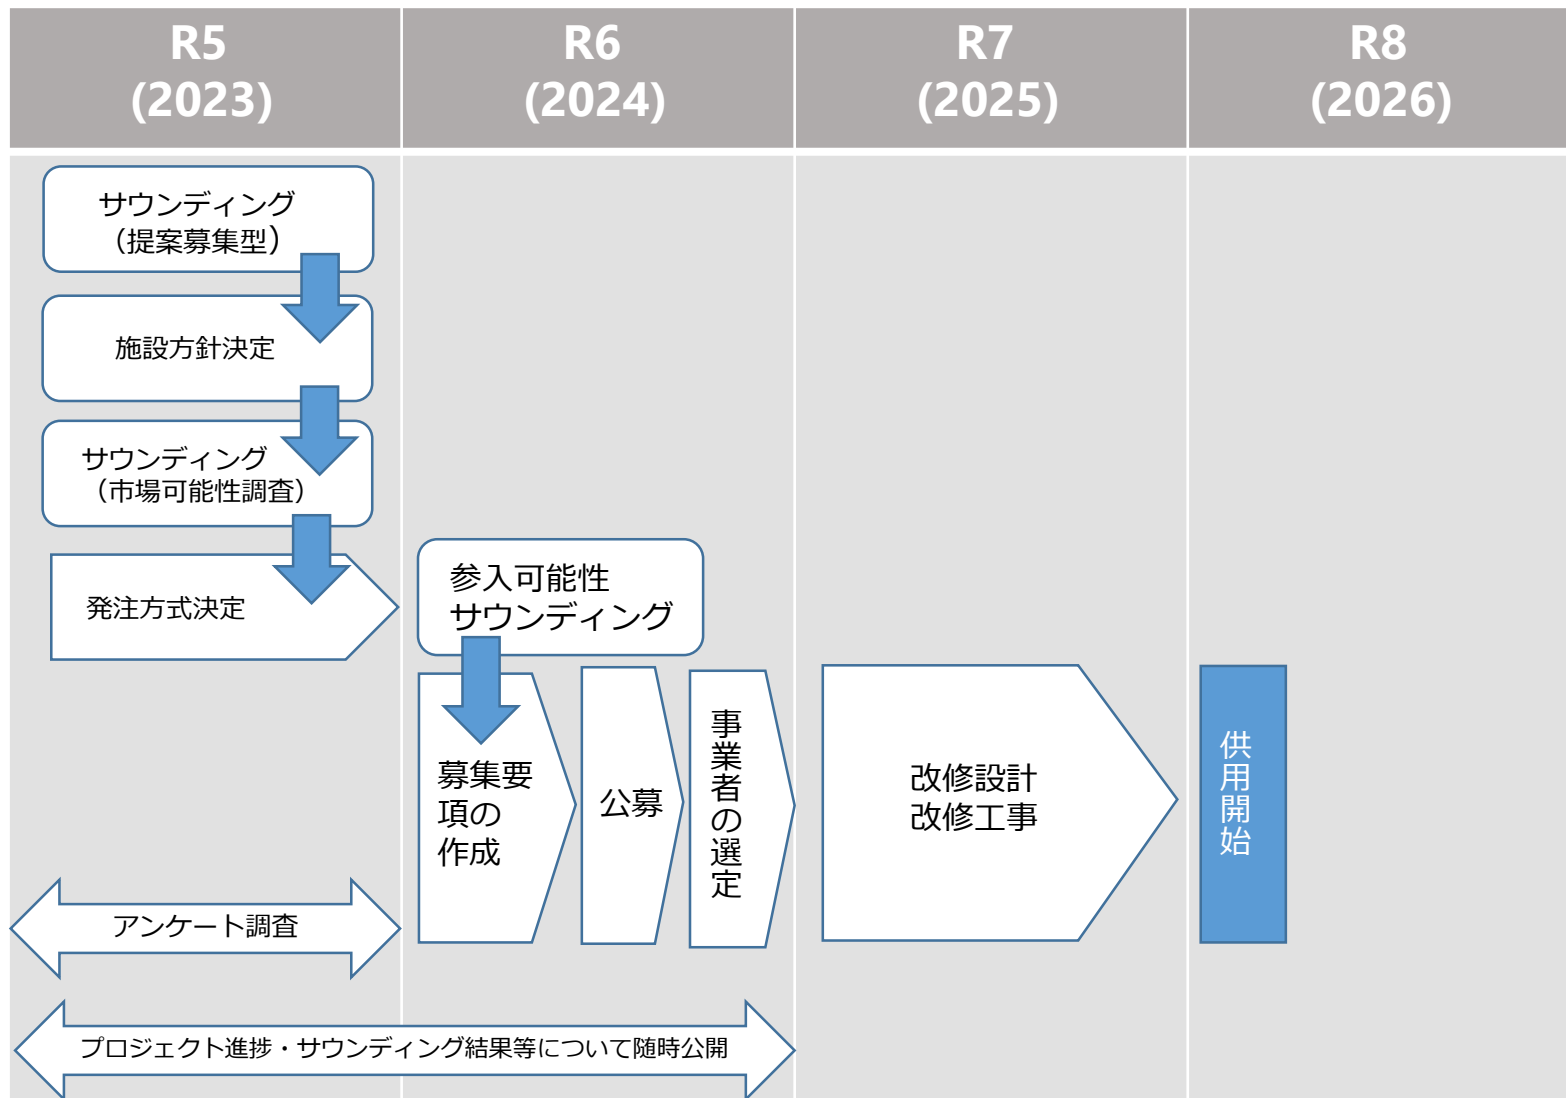 R5
(2023)
R6
(2024)
R7
(2025)
R8
(2026)
サウンディング
（提案募集型）
施設方針決定
サウンディング
（市場可能性調査）
発注方式決定
参入可能性
サウンディング
募集要
項の
作成
公募
事業者の選定
改修設計
改修工事
供用開始
アンケート調査
プロジェクト進捗・サウンディング結果等について随時公開